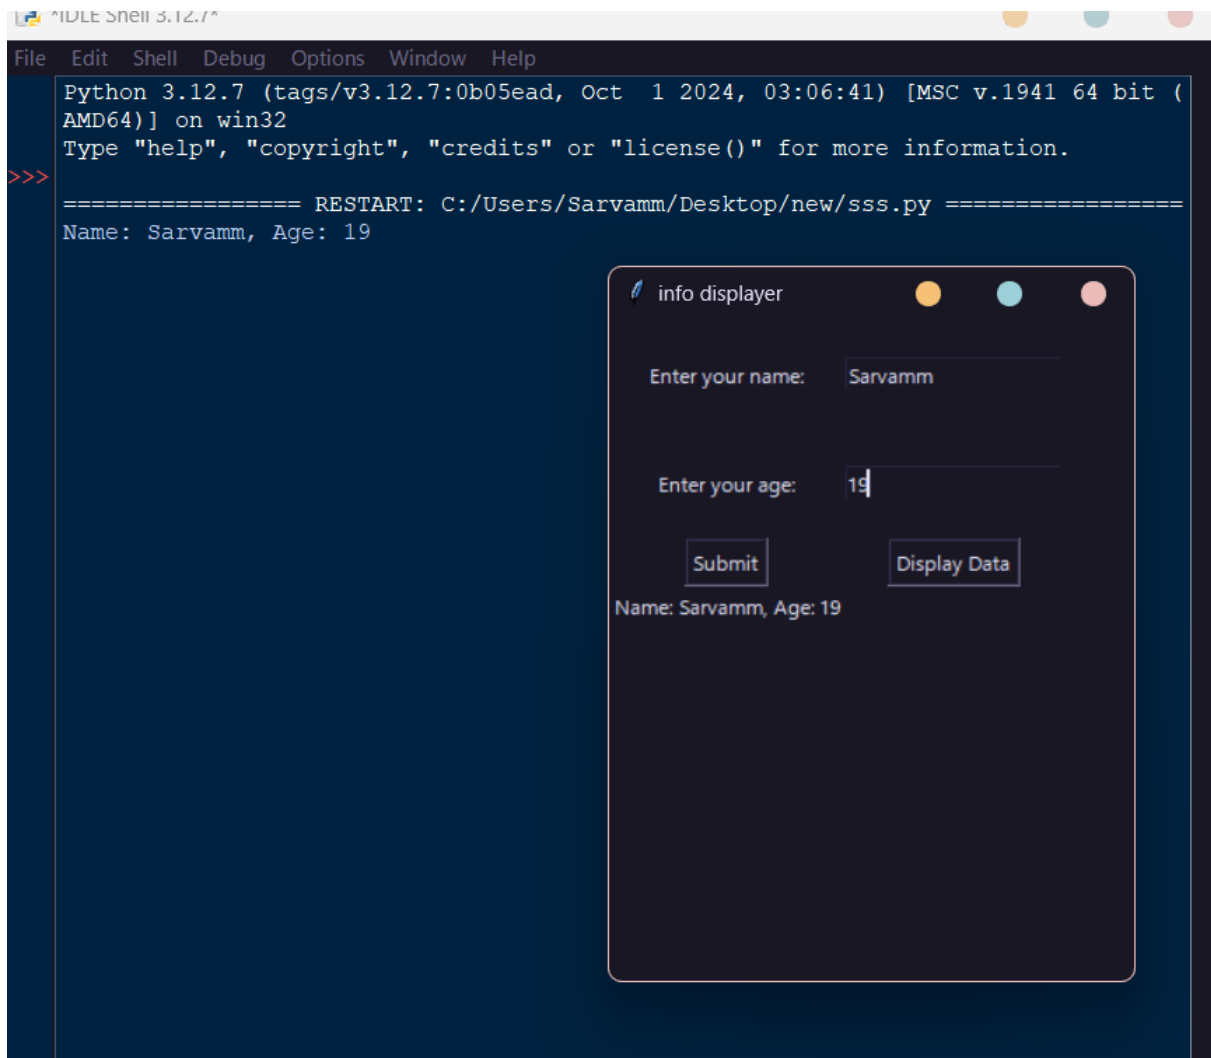 *IDLE Shell 3.12.7*
File Edit Shell Debug Options Window Help
Python 3.12.7 (tags/v3.12.7:0b05ead, Oct  1 2024, 03:06:41) [MSC v.1941 64 bit (
AMD64)] on win32
Type "help", "copyright", "credits" or "license()" for more information.
>>>
================= RESTART: C:/Users/Sarvamm/Desktop/new/sss.py =================
Name: Sarvamm, Age: 19
info displayer
Enter your name: Sarvamm
Enter your age: 19
Submit Display Data
Name: Sarvamm, Age: 19